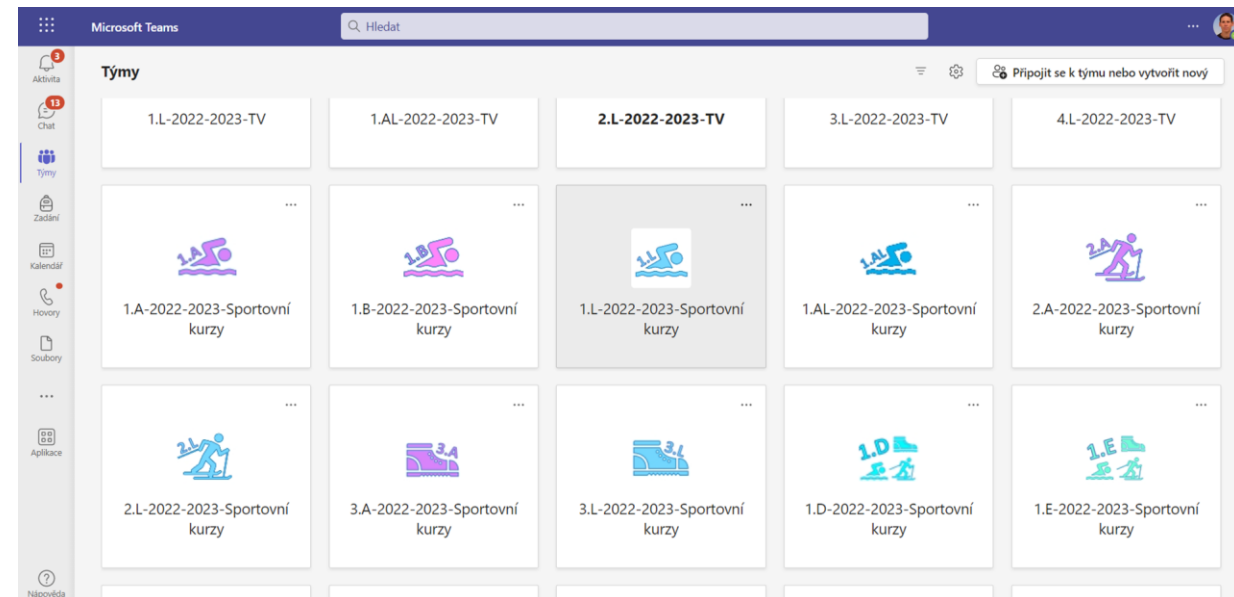 Microsoft Teams
Hledat
3
Aktivita
13
Chat
Týmy
Zadání
Kalendář
Hovory
Soubory
Aplikace
Nápověda
Týmy
Připojit se k týmu nebo vytvořit nový
1.L-2022-2023-TV
1.AL-2022-2023-TV
2.L-2022-2023-TV
3.L-2022-2023-TV
4.L-2022-2023-TV
1.A
1.A-2022-2023-Sportovní
kurzy
1.B
1.B-2022-2023-Sportovní
kurzy
1.L
1.L-2022-2023-Sportovní
kurzy
1.AL
1.AL-2022-2023-Sportovní
kurzy
2.A
2.A-2022-2023-Sportovní
kurzy
2.L
2.L-2022-2023-Sportovní
kurzy
3.A
3.A-2022-2023-Sportovní
kurzy
3.L
3.L-2022-2023-Sportovní
kurzy
1.D
1.D-2022-2023-Sportovní
kurzy
1.E
1.E-2022-2023-Sportovní
kurzy